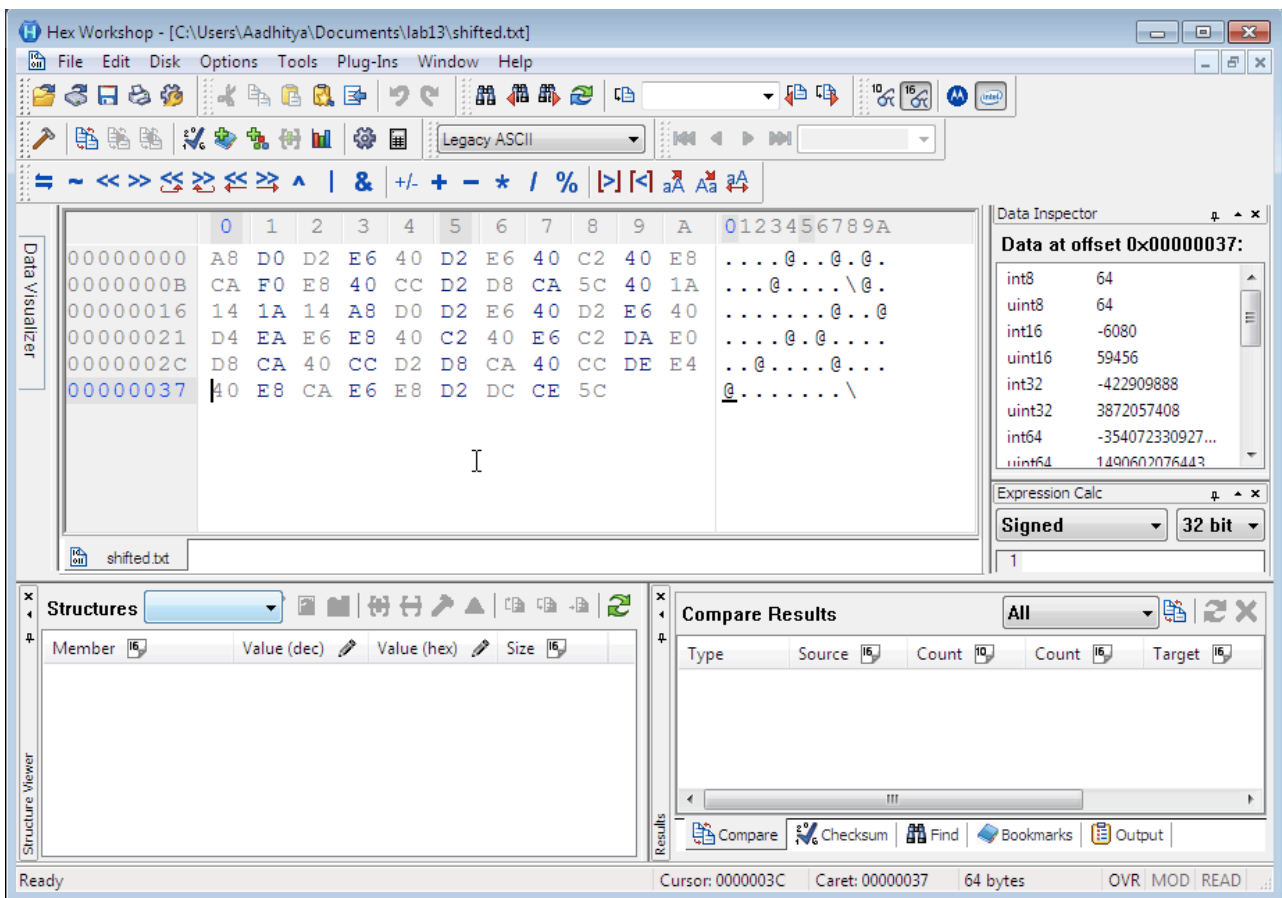 Hex Workshop - [C:\Users\Aadhitya\Documents\lab13\shifted.txt]
File Edit Disk Options Tools Plug-Ins Window Help
Legacy ASCII
Data Visualizer
0 1 2 3 4 5 6 7 8 9 A 0123456789A
00000000 A8 D0 D2 E6 40 D2 E6 40 C2 40 E8 ....@..@.@.
0000000B CA F0 E8 40 CC D2 D8 CA 5C 40 1A ...@....\@.
00000016 14 1A 14 A8 D0 D2 E6 40 D2 E6 40 .......@..@
00000021 D4 EA E6 E8 40 C2 40 E6 C2 DA E0 ....@.@....
0000002C D8 CA 40 CC D2 D8 CA 40 CC DE E4 ..@....@...
00000037 40 E8 CA E6 E8 D2 DC CE 5C @.......\
shifted.txt
Data Inspector
Data at offset 0x00000037:
int8 64
uint8 64
int16 -6080
uint16 59456
int32 -422909888
uint32 3872057408
int64 -354072330927...
uint64 1490602076443
Expression Calc
Signed 32 bit
1
Structures
Member Value (dec) Value (hex) Size
Structure Viewer
Compare Results All
Type Source Count Count Target
Results
Compare Checksum Find Bookmarks Output
Ready Cursor: 0000003C Caret: 00000037 64 bytes OVR MOD READ